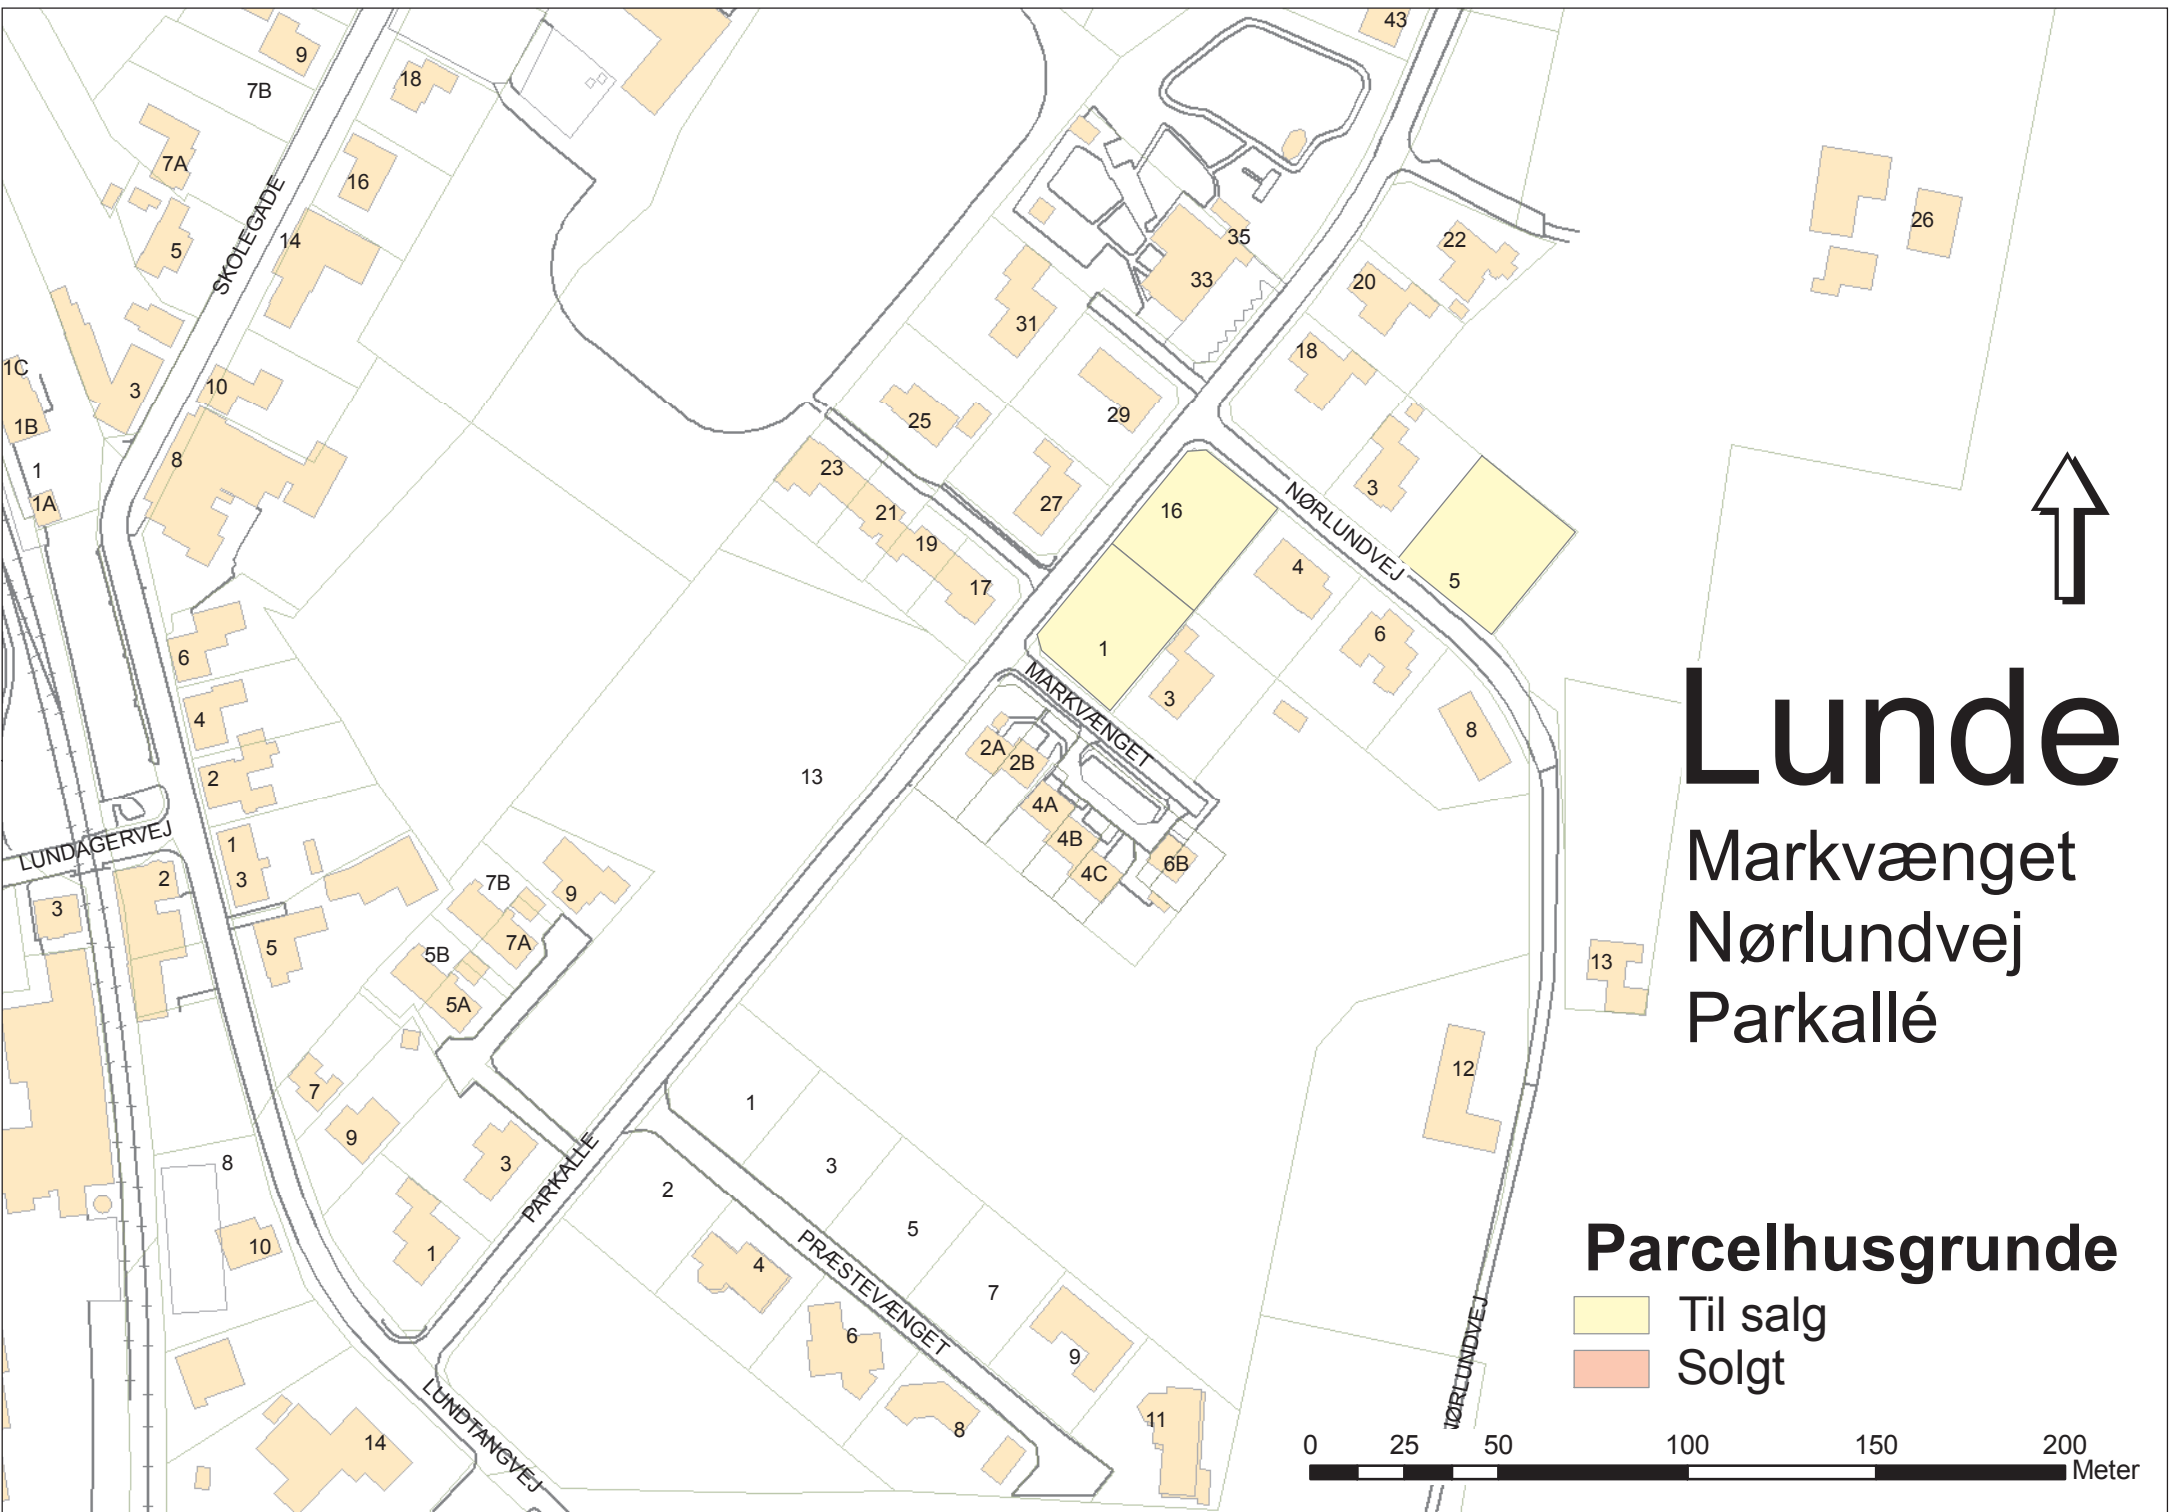 43
9
7B
18
7A
16
5
SKOLEGADE
14
35
33
22
26
20
31
18
1C
3
10
1B
25
29
8
1
1A
23
27
3
16
NØRLUNDVEJ
21
19
17
4
5
6
1
6
3
MARKVÆNGET
Lunde
4
8
2A
2B
2
13
4A
4B
6B
4C
Markvænget
LUNDAGERVEJ
1
3
2
7B
9
3
5
7A
5B
Nørlundvej
13
5A
Parkallé
7
12
1
9
3
3
8
2
PARKALLE
5
10
1
PRÆSTEVÆNGET
4
7
Parcelhusgrunde
Til salg
6
9
Solgt
NØRLUNDVEJ
LUNDTANGVEJ
8
11
14
0 25 50 100 150 200
Meter